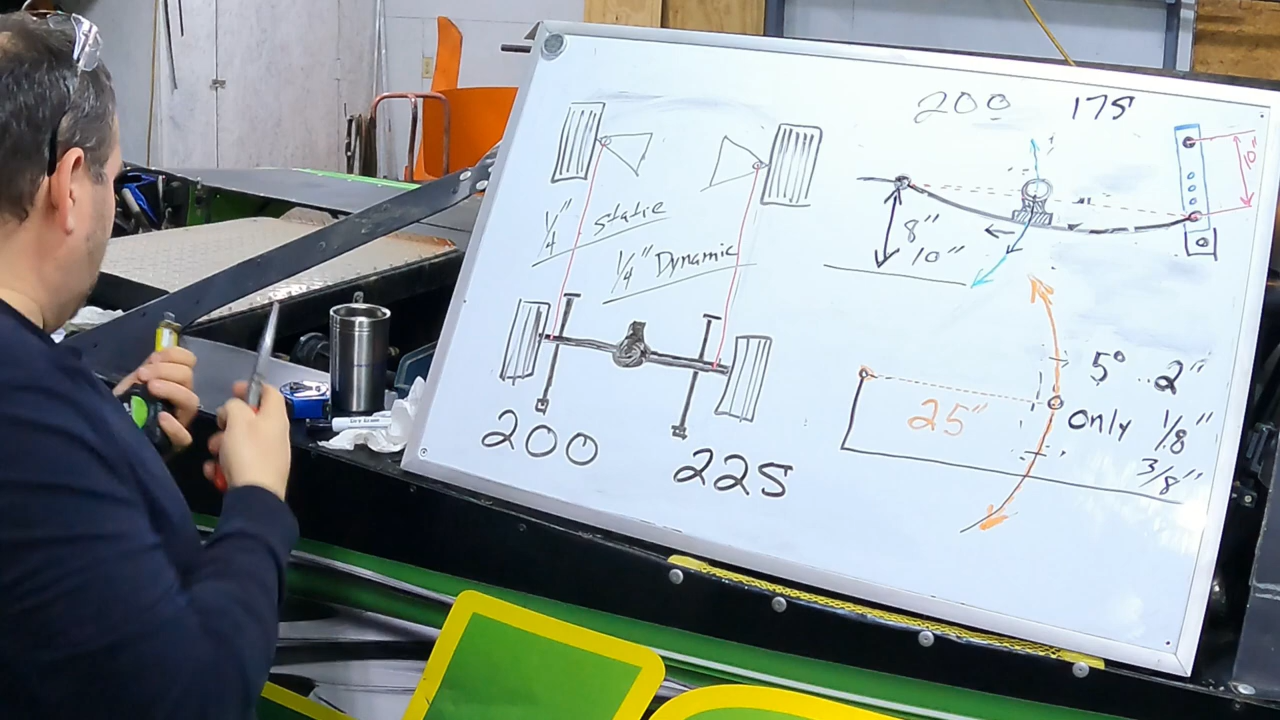 1/4" Static
1/4" Dynamic
200
225
200 175
10"
8"
10"
25"
5° .. 2"
only 1/8"
3/8"